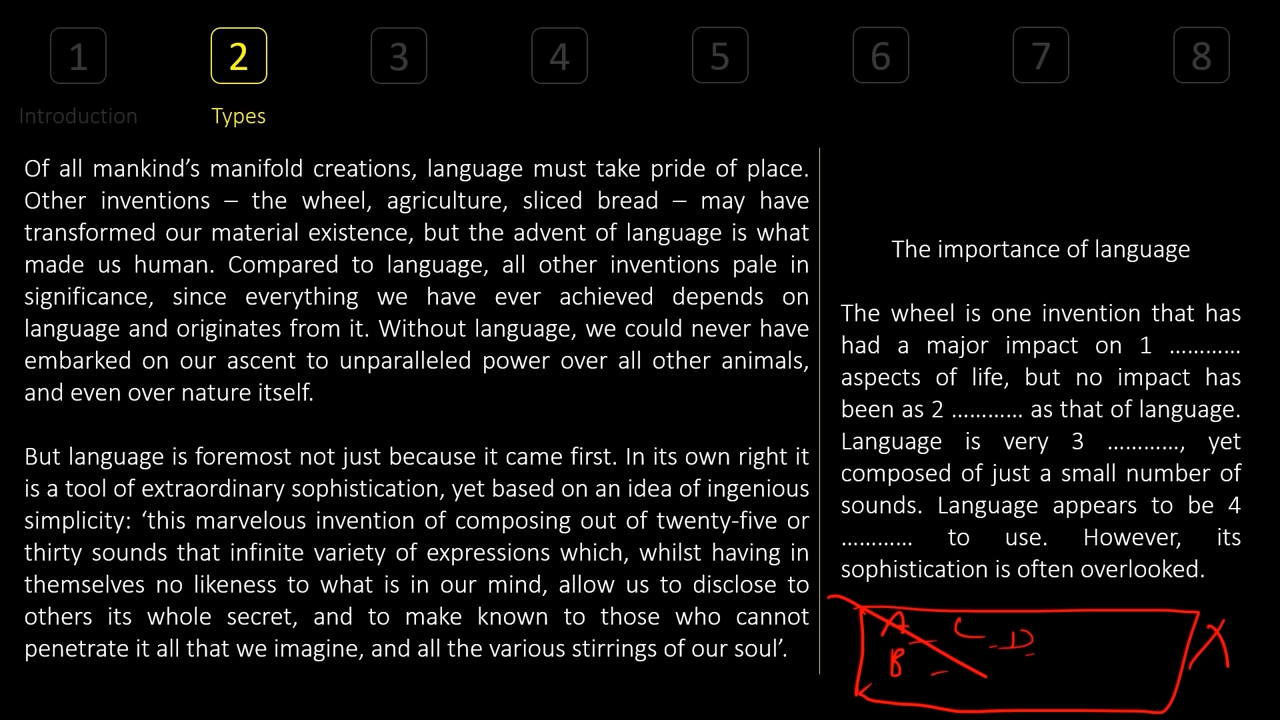 1 2 3 4 5 6 7 8
Introduction Types
Of all mankind’s manifold creations, language must take pride of place.
Other inventions – the wheel, agriculture, sliced bread – may have
transformed our material existence, but the advent of language is what
made us human. Compared to language, all other inventions pale in
significance, since everything we have ever achieved depends on
language and originates from it. Without language, we could never have
embarked on our ascent to unparalleled power over all other animals,
and even over nature itself.
But language is foremost not just because it came first. In its own right it
is a tool of extraordinary sophistication, yet based on an idea of ingenious
simplicity: ‘this marvelous invention of composing out of twenty-five or
thirty sounds that infinite variety of expressions which, whilst having in
themselves no likeness to what is in our mind, allow us to disclose to
others its whole secret, and to make known to those who cannot
penetrate it all that we imagine, and all the various stirrings of our soul’.
The importance of language
The wheel is one invention that has
had a major impact on 1 …………
aspects of life, but no impact has
been as 2 ………… as that of language.
Language is very 3 …………, yet
composed of just a small number of
sounds. Language appears to be 4
………… to use. However, its
sophistication is often overlooked.
A – C – D
B –
X